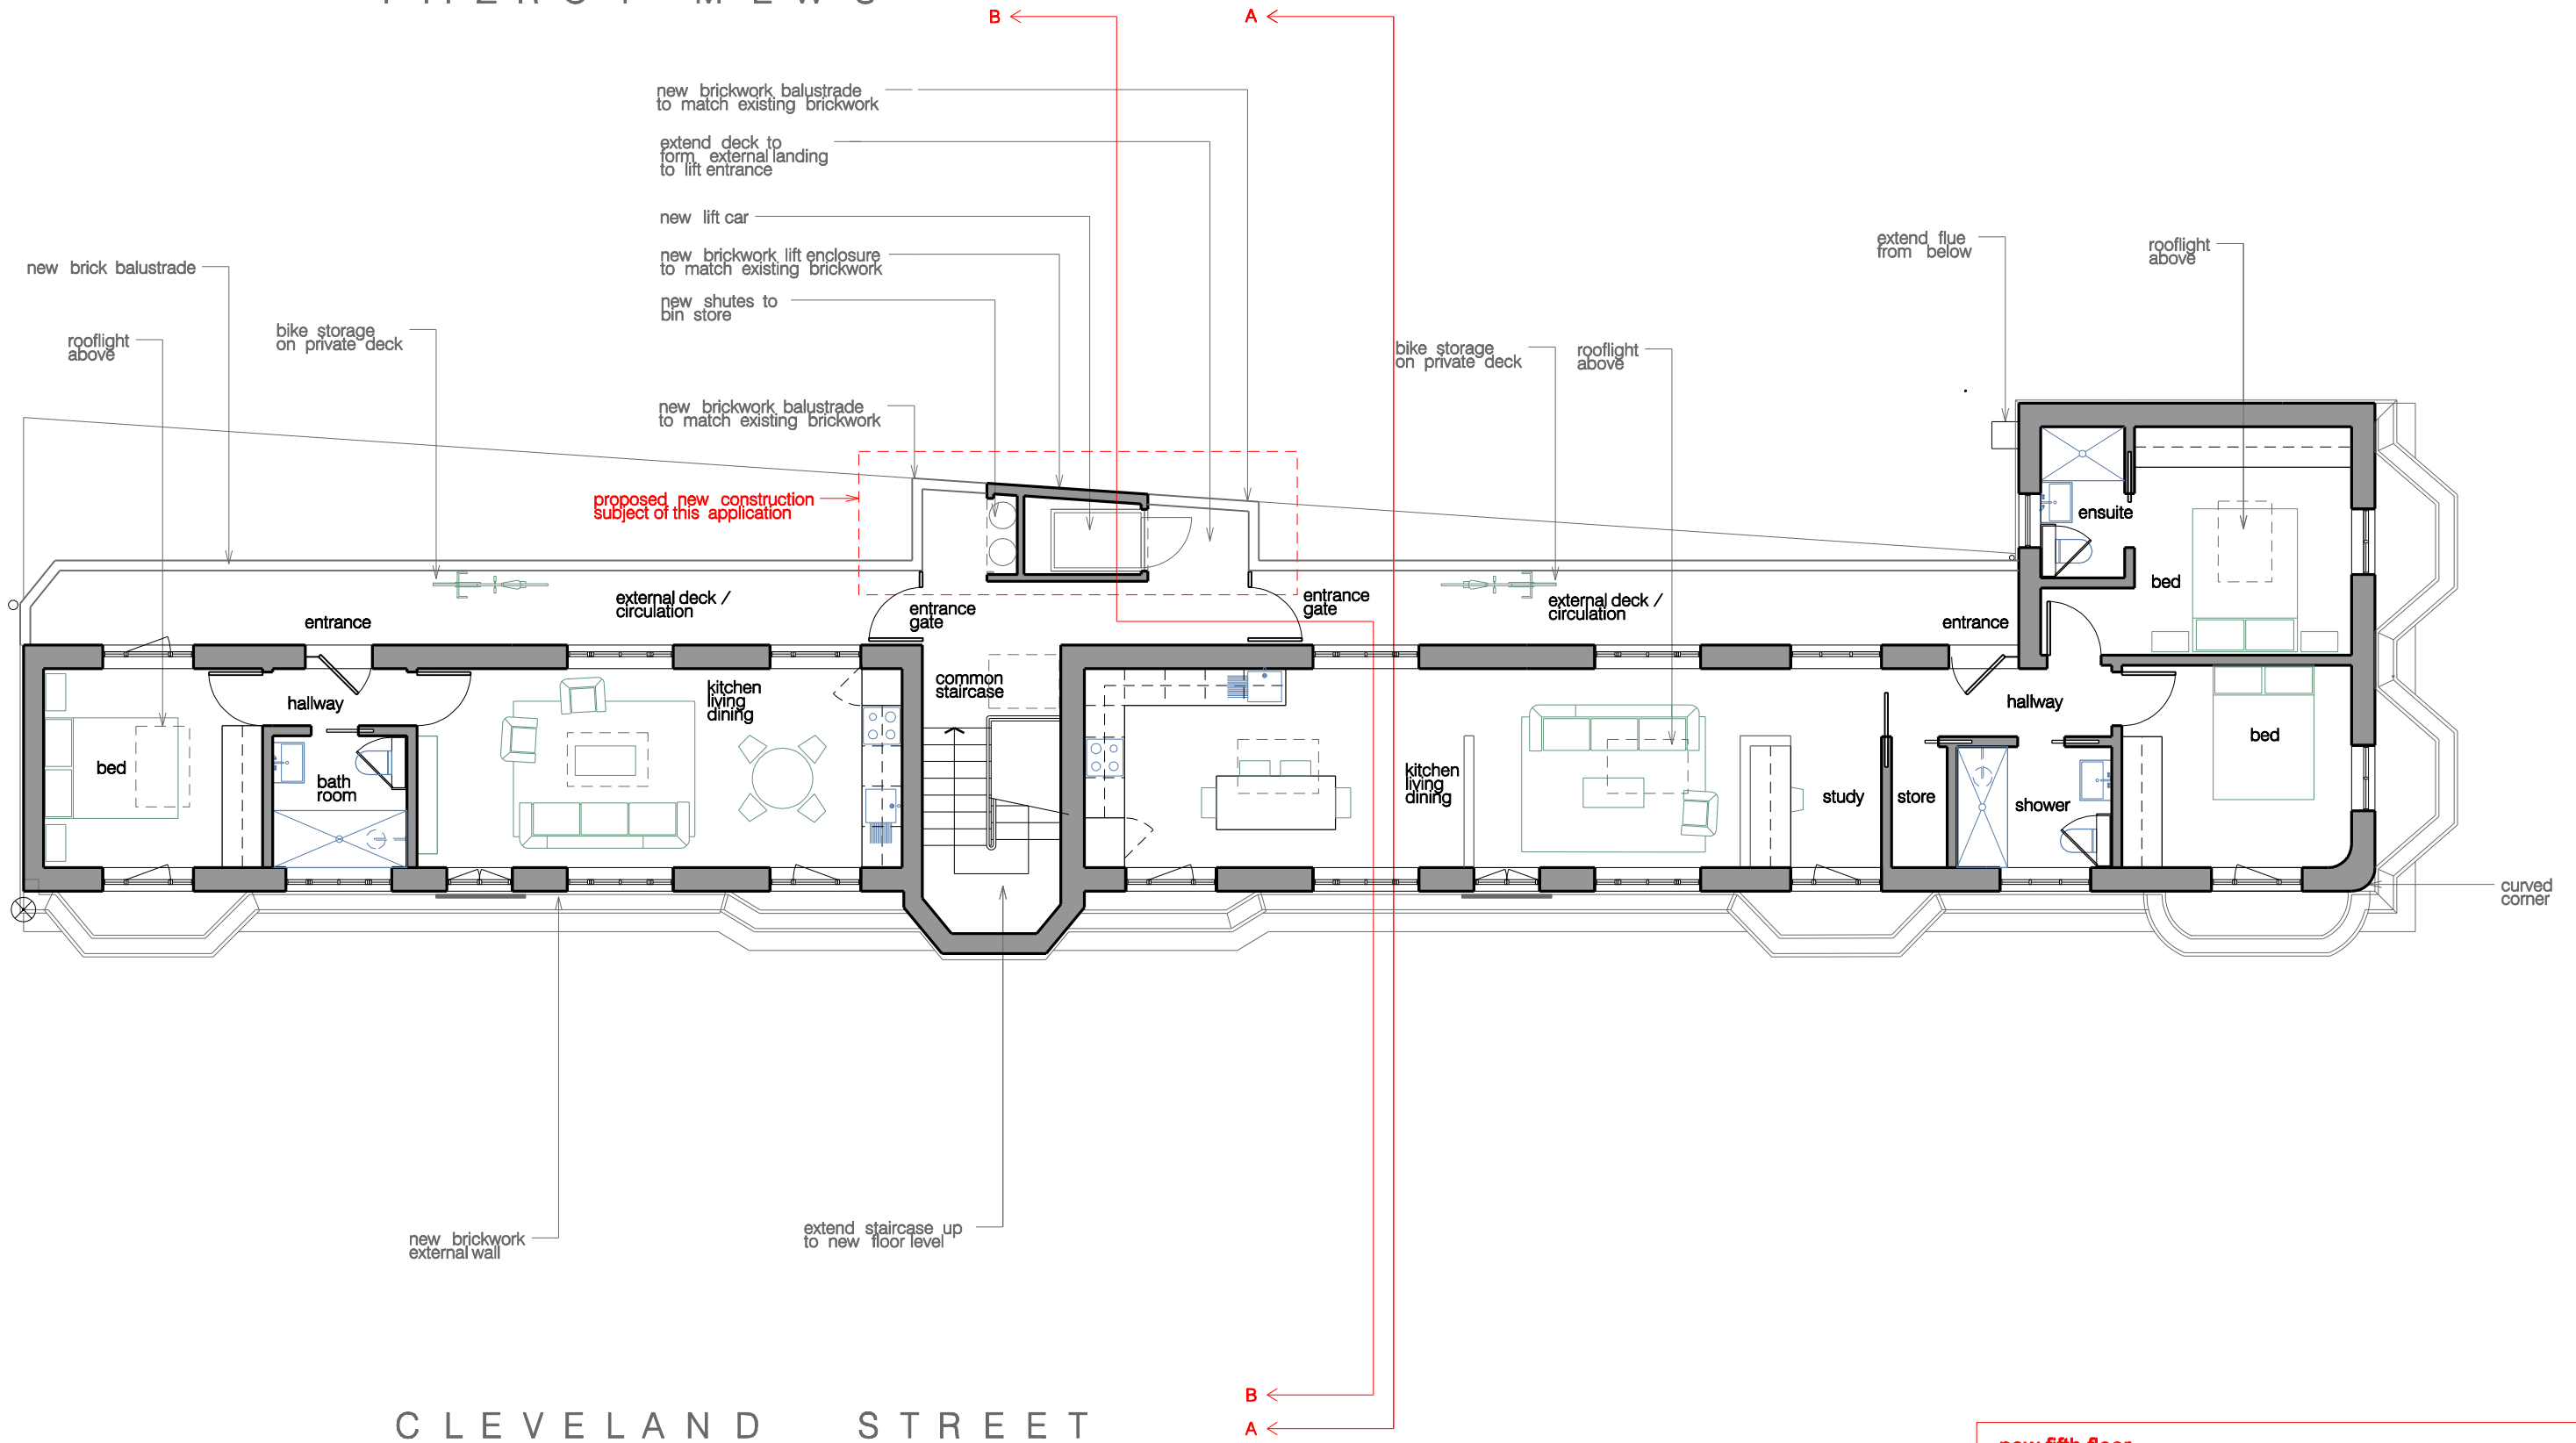 B
A
new brickwork balustrade
to match existing brickwork
extend deck to
form external landing
to lift entrance
new lift car
new brickwork lift enclosure
to match existing brickwork
new shutes to
bin store
new brick balustrade
rooflight
above
bike storage
on private deck
new brickwork balustrade
to match existing brickwork
bike storage
on private deck
rooflight
above
extend flue
from below
rooflight
above
proposed new construction
subject of this application
entrance
external deck /
circulation
entrance
gate
entrance
gate
external deck /
circulation
entrance
ensuite
bed
hallway
kitchen
living
dining
common
staircase
bed
bath
room
kitchen
living
dining
study
store
hallway
shower
bed
curved
corner
new brickwork
external wall
extend staircase up
to new floor level
B
A
CLEVELAND STREET
new fifth floor